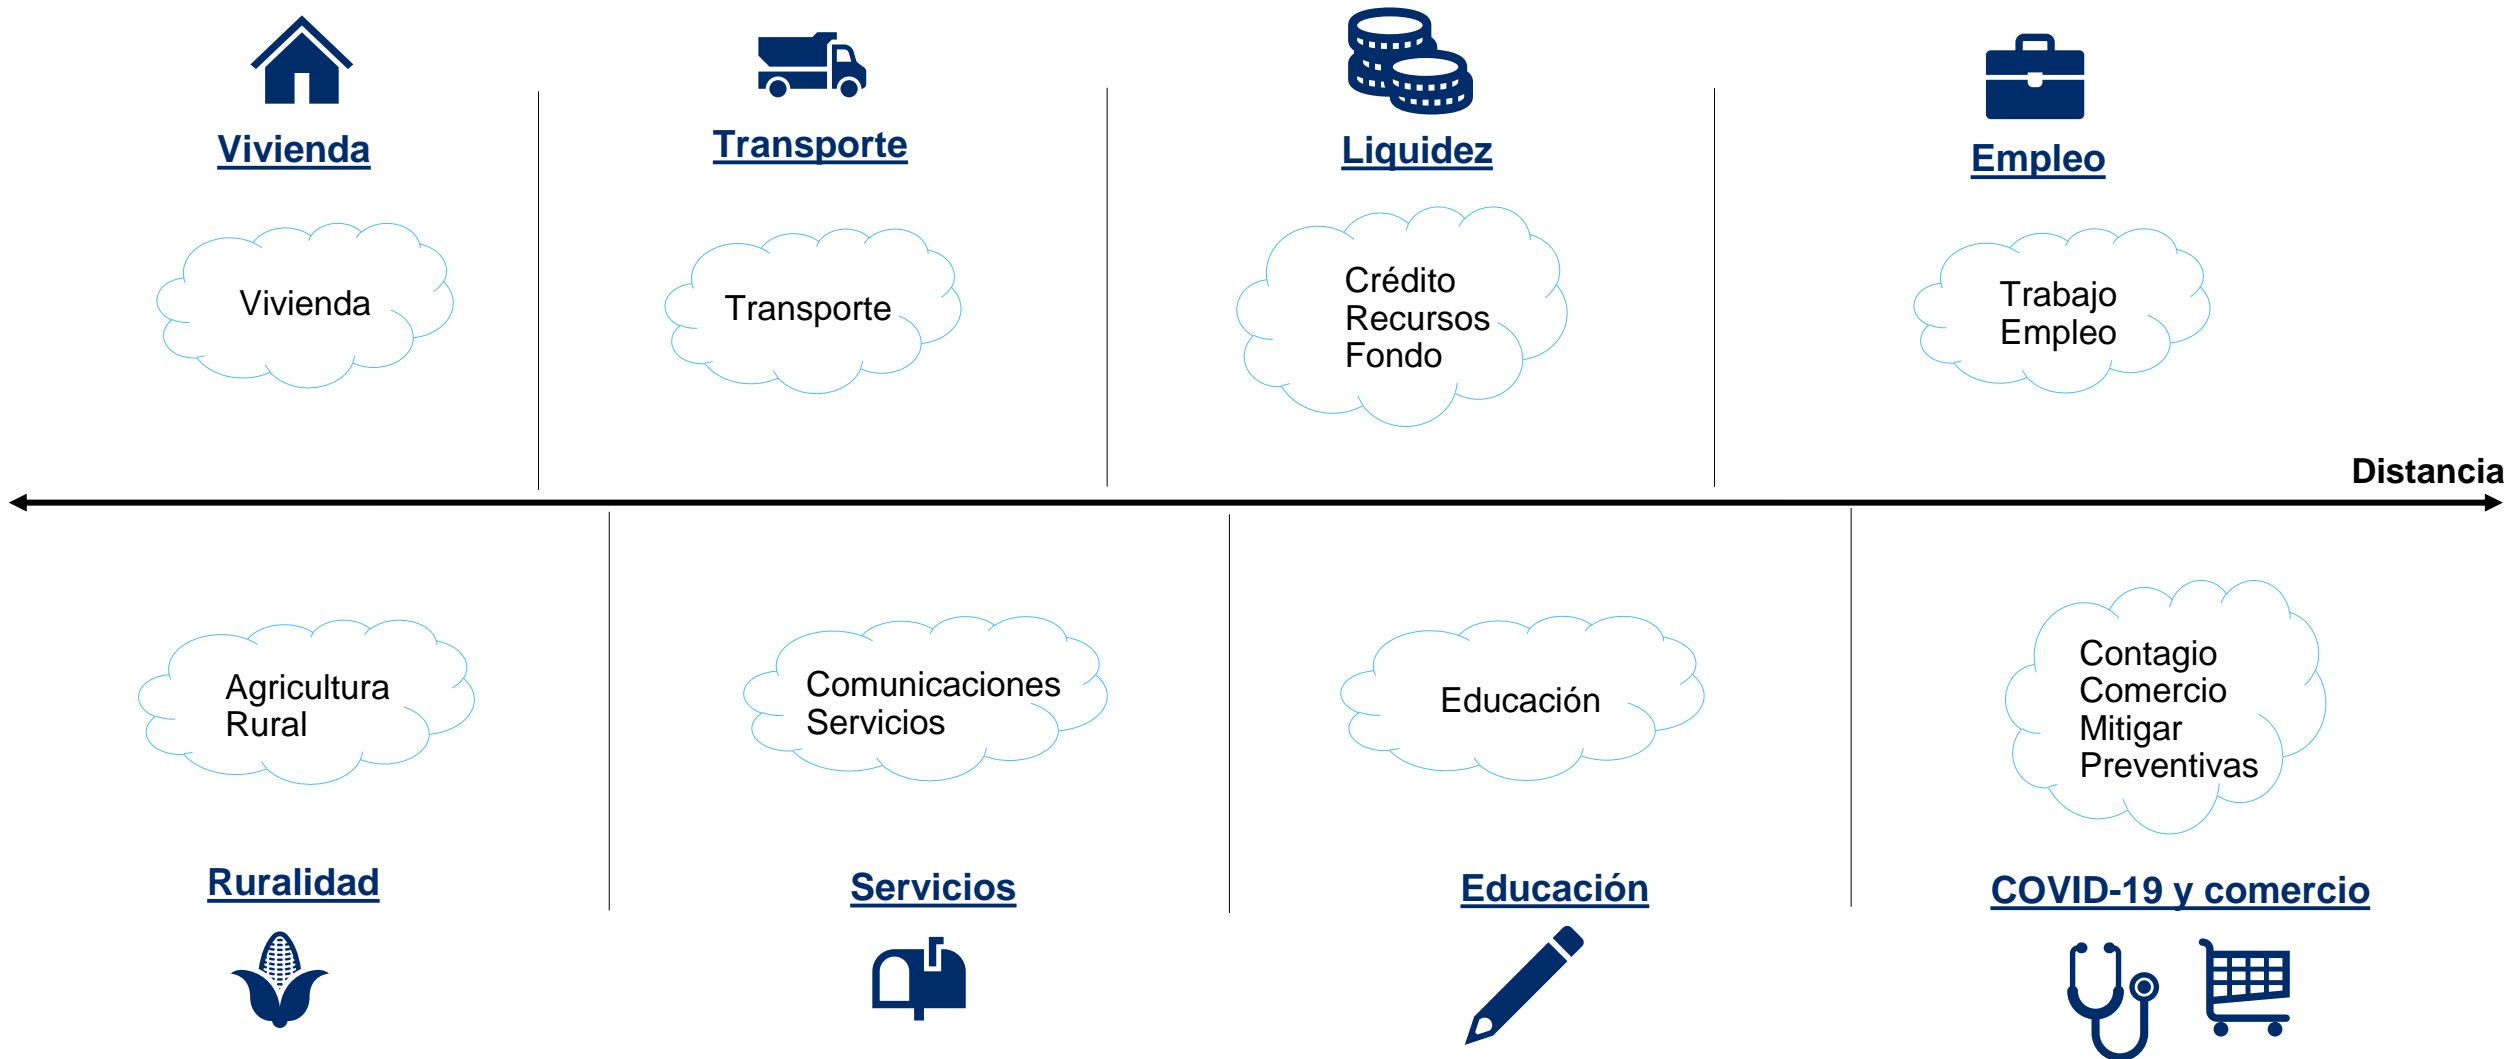 Vivienda
Transporte
Liquidez
Empleo
Vivienda
Transporte
Crédito
Recursos
Fondo
Trabajo
Empleo
Distancia
Agricultura
Rural
Comunicaciones
Servicios
Educación
Contagio
Comercio
Mitigar
Preventivas
Ruralidad
Servicios
Educación
COVID-19 y comercio